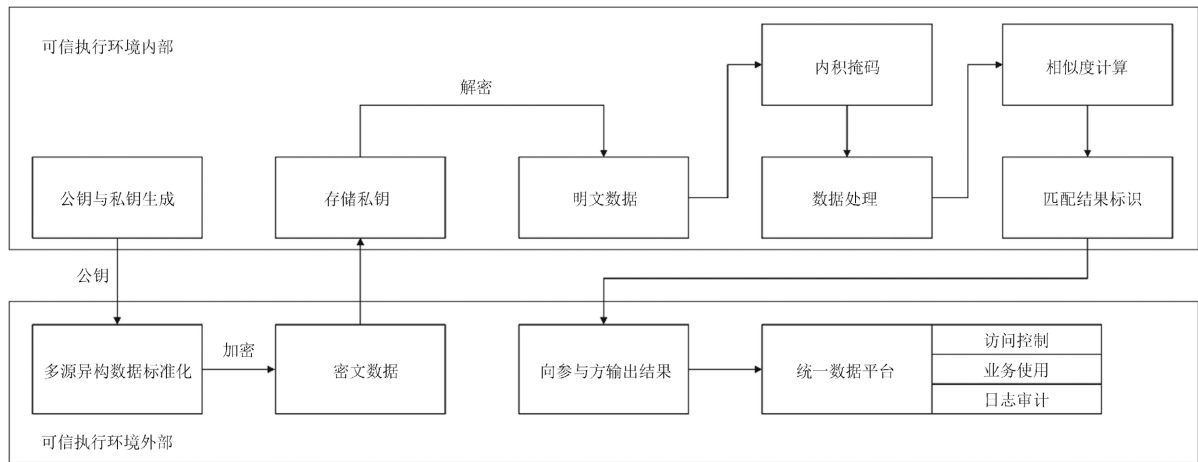 可信执行环境内部
内积掩码
相似度计算
解密
公钥与私钥生成
存储私钥
明文数据
数据处理
匹配结果标识
公钥
多源异构数据标准化
加密
密文数据
向参与方输出结果
统一数据平台
访问控制
业务使用
日志审计
可信执行环境外部